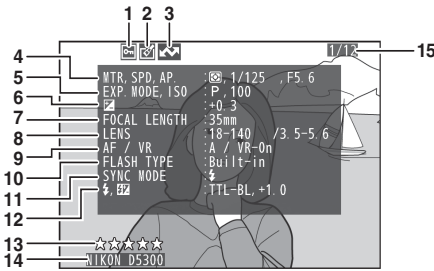 1 2 3
1/12 15
4 MTR, SPD, AP. : 1/125 , F5.6
5 EXP. MODE, ISO : P, 100
6 : +0.3
7 FOCAL LENGTH : 35mm
8 LENS : 18-140 /3.5-5.6
9 AF / VR : A / VR-On
10 FLASH TYPE : Built-in
11 SYNC MODE :
12 , : TTL-BL, +1.0
13
14 NIKON D5300